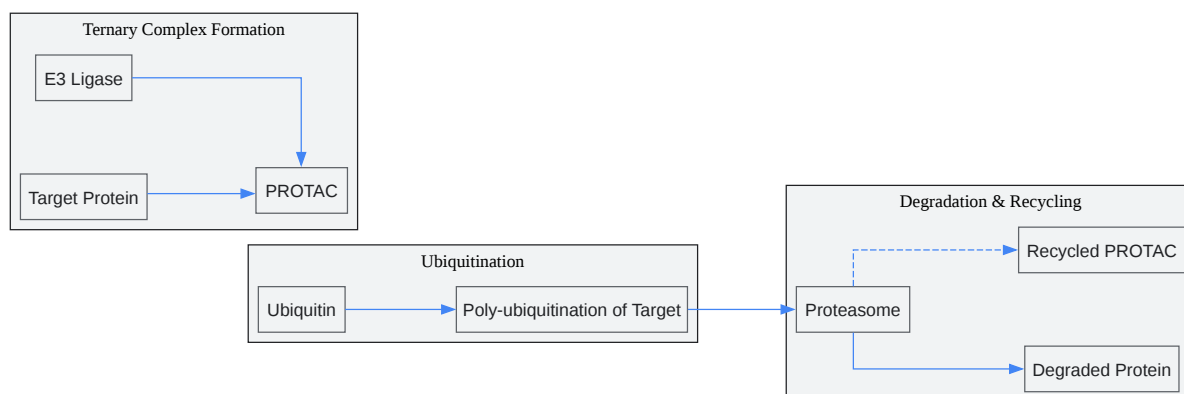 Ternary Complex Formation
E3 Ligase
Target Protein
PROTAC
Ubiquitination
Ubiquitin
Poly-ubiquitination of Target
Degradation & Recycling
Proteasome
Recycled PROTAC
Degraded Protein